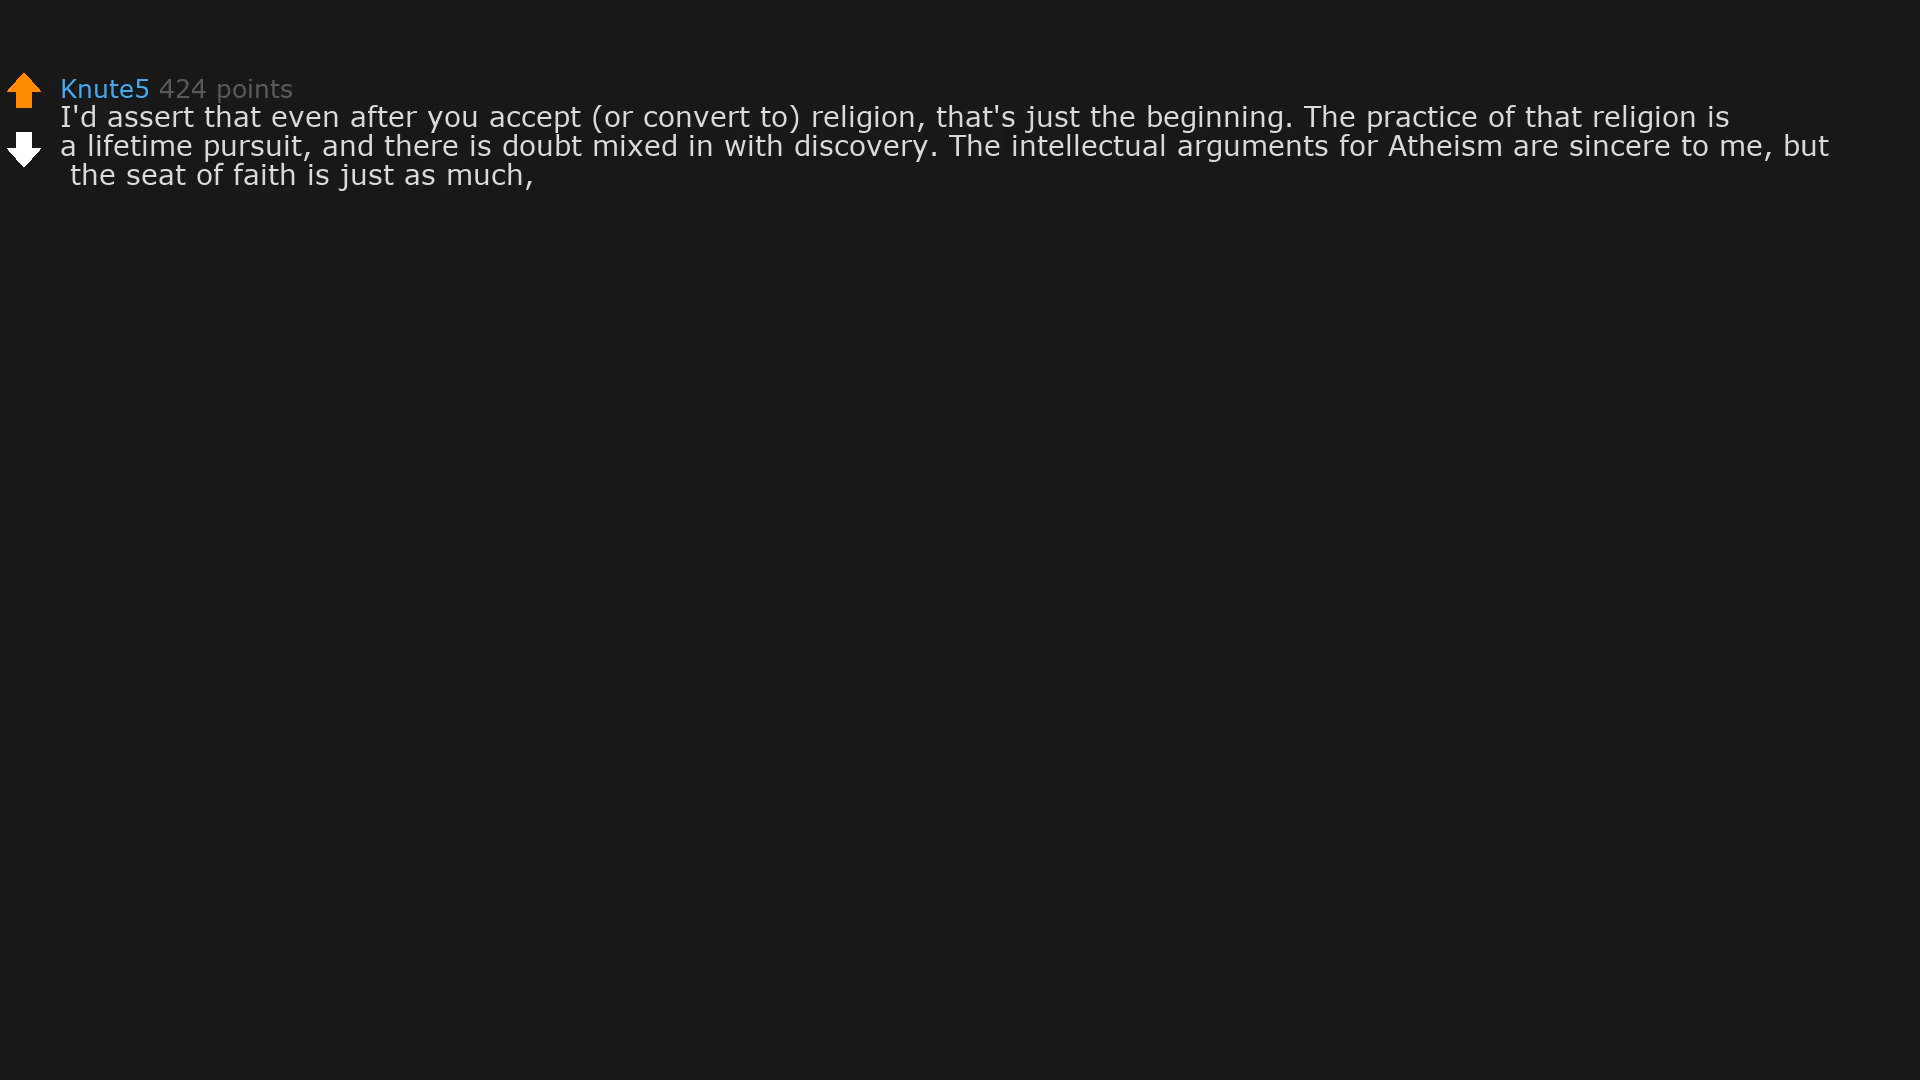 Knute5 424 points
I'd assert that even after you accept (or convert to) religion, that's just the beginning. The practice of that religion is
a lifetime pursuit, and there is doubt mixed in with discovery. The intellectual arguments for Atheism are sincere to me, but
the seat of faith is just as much,